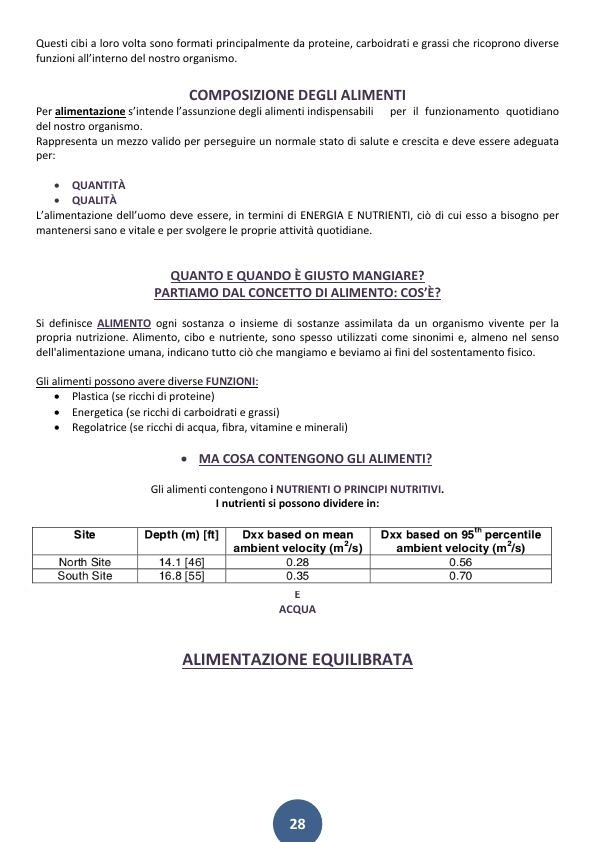 Questi cibi a loro volta sono formati principalmente da proteine, carboidrati e grassi che ricoprono diverse
funzioni all’interno del nostro organismo.
COMPOSIZIONE DEGLI ALIMENTI
Per alimentazione s’intende l’assunzione degli alimenti indispensabili per il funzionamento quotidiano
del nostro organismo.
Rappresenta un mezzo valido per perseguire un normale stato di salute e crescita e deve essere adeguata
per:
• QUANTITÀ
• QUALITÀ
L’alimentazione dell’uomo deve essere, in termini di ENERGIA E NUTRIENTI, ciò di cui esso a bisogno per
mantenersi sano e vitale e per svolgere le proprie attività quotidiane.
QUANTO E QUANDO È GIUSTO MANGIARE?
PARTIAMO DAL CONCETTO DI ALIMENTO: COS’È?
Si definisce ALIMENTO ogni sostanza o insieme di sostanze assimilata da un organismo vivente per la
propria nutrizione. Alimento, cibo e nutriente, sono spesso utilizzati come sinonimi e, almeno nel senso
dell'alimentazione umana, indicano tutto ciò che mangiamo e beviamo ai fini del sostentamento fisico.
Gli alimenti possono avere diverse FUNZIONI:
• Plastica (se ricchi di proteine)
• Energetica (se ricchi di carboidrati e grassi)
• Regolatrice (se ricchi di acqua, fibra, vitamine e minerali)
• MA COSA CONTENGONO GLI ALIMENTI?
Gli alimenti contengono i NUTRIENTI O PRINCIPI NUTRITIVI.
I nutrienti si possono dividere in:
Site Depth (m) [ft] Dxx based on mean ambient velocity (m²/s) Dxx based on 95th percentile ambient velocity (m²/s)
North Site 14.1 [46] 0.28 0.56
South Site 16.8 [55] 0.35 0.70
E
ACQUA
ALIMENTAZIONE EQUILIBRATA
28